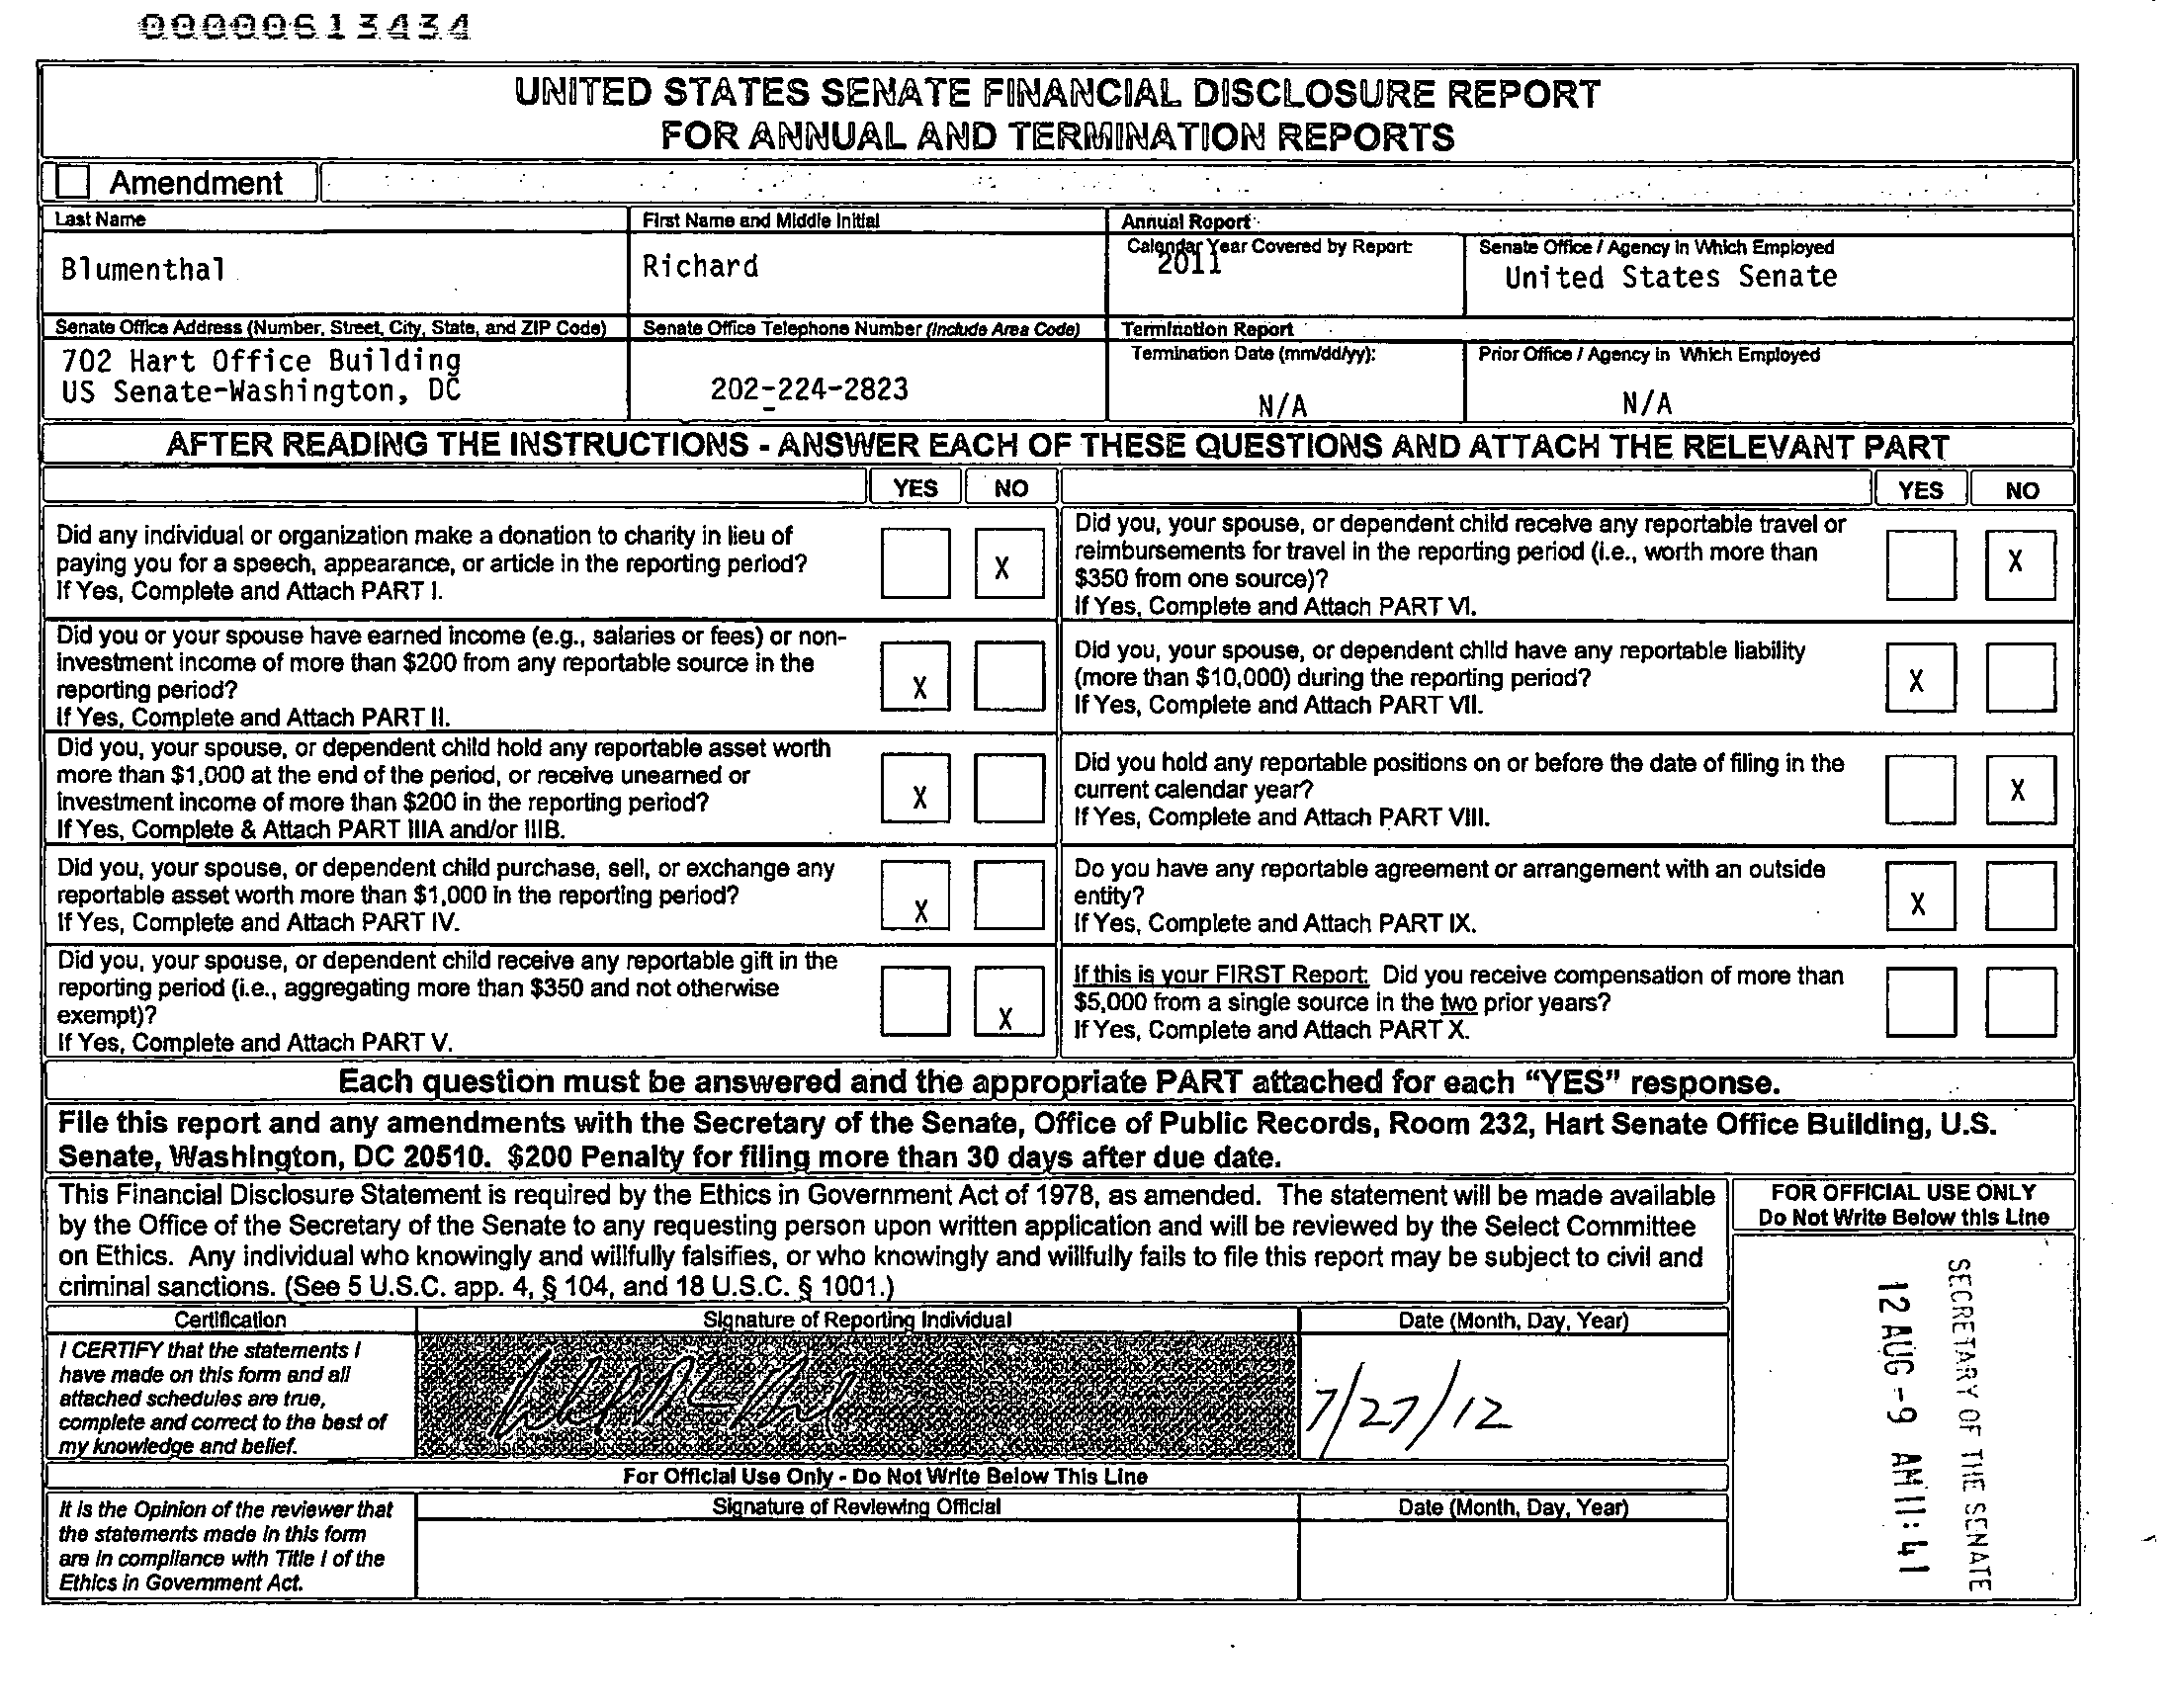 00000613434
UNITED STATES SENATE FINANCIAL DISCLOSURE REPORT
FOR ANNUAL AND TERMINATION REPORTS
Amendment
Last Name
First Name and Middle Initial
Annual Report
Blumenthal
Richard
Calendar Year Covered by Report:
2011
Senate Office / Agency in Which Employed
United States Senate
Senate Office Address (Number, Street, City, State, and ZIP Code)
Senate Office Telephone Number (Include Area Code)
Termination Report
702 Hart Office Building
US Senate-Washington, DC
202-224-2823
Termination Date (mm/dd/yy):
N/A
Prior Office / Agency in Which Employed
N/A
AFTER READING THE INSTRUCTIONS - ANSWER EACH OF THESE QUESTIONS AND ATTACH THE RELEVANT PART
YES NO
YES NO
Did any individual or organization make a donation to charity in lieu of
paying you for a speech, appearance, or article in the reporting period?
If Yes, Complete and Attach PART I.
X
Did you, your spouse, or dependent child receive any reportable travel or
reimbursements for travel in the reporting period (i.e., worth more than
$350 from one source)?
If Yes, Complete and Attach PART VI.
X
Did you or your spouse have earned income (e.g., salaries or fees) or non-
investment income of more than $200 from any reportable source in the
reporting period?
If Yes, Complete and Attach PART II.
X
Did you, your spouse, or dependent child have any reportable liability
(more than $10,000) during the reporting period?
If Yes, Complete and Attach PART VII.
X
Did you, your spouse, or dependent child hold any reportable asset worth
more than $1,000 at the end of the period, or receive unearned or
investment income of more than $200 in the reporting period?
If Yes, Complete & Attach PART IIIA and/or IIIB.
X
Did you hold any reportable positions on or before the date of filing in the
current calendar year?
If Yes, Complete and Attach PART VIII.
X
Did you, your spouse, or dependent child purchase, sell, or exchange any
reportable asset worth more than $1,000 in the reporting period?
If Yes, Complete and Attach PART IV.
X
Do you have any reportable agreement or arrangement with an outside
entity?
If Yes, Complete and Attach PART IX.
X
Did you, your spouse, or dependent child receive any reportable gift in the
reporting period (i.e., aggregating more than $350 and not otherwise
exempt)?
If Yes, Complete and Attach PART V.
X
If this is your FIRST Report: Did you receive compensation of more than
$5,000 from a single source in the two prior years?
If Yes, Complete and Attach PART X.
Each question must be answered and the appropriate PART attached for each “YES” response.
File this report and any amendments with the Secretary of the Senate, Office of Public Records, Room 232, Hart Senate Office Building, U.S.
Senate, Washington, DC 20510. $200 Penalty for filing more than 30 days after due date.
This Financial Disclosure Statement is required by the Ethics in Government Act of 1978, as amended. The statement will be made available
by the Office of the Secretary of the Senate to any requesting person upon written application and will be reviewed by the Select Committee
on Ethics. Any individual who knowingly and willfully falsifies, or who knowingly and willfully fails to file this report may be subject to civil and
criminal sanctions. (See 5 U.S.C. app. 4, § 104, and 18 U.S.C. § 1001.)
FOR OFFICIAL USE ONLY
Do Not Write Below this Line
SECRETARY OF THE SENATE
12 AUG -9 AM 11:41
Certification
Signature of Reporting Individual
Date (Month, Day, Year)
I CERTIFY that the statements I
have made on this form and all
attached schedules are true,
complete and correct to the best of
my knowledge and belief.
7/27/12
For Official Use Only - Do Not Write Below This Line
It is the Opinion of the reviewer that
the statements made in this form
are in compliance with Title I of the
Ethics in Government Act.
Signature of Reviewing Official
Date (Month, Day, Year)